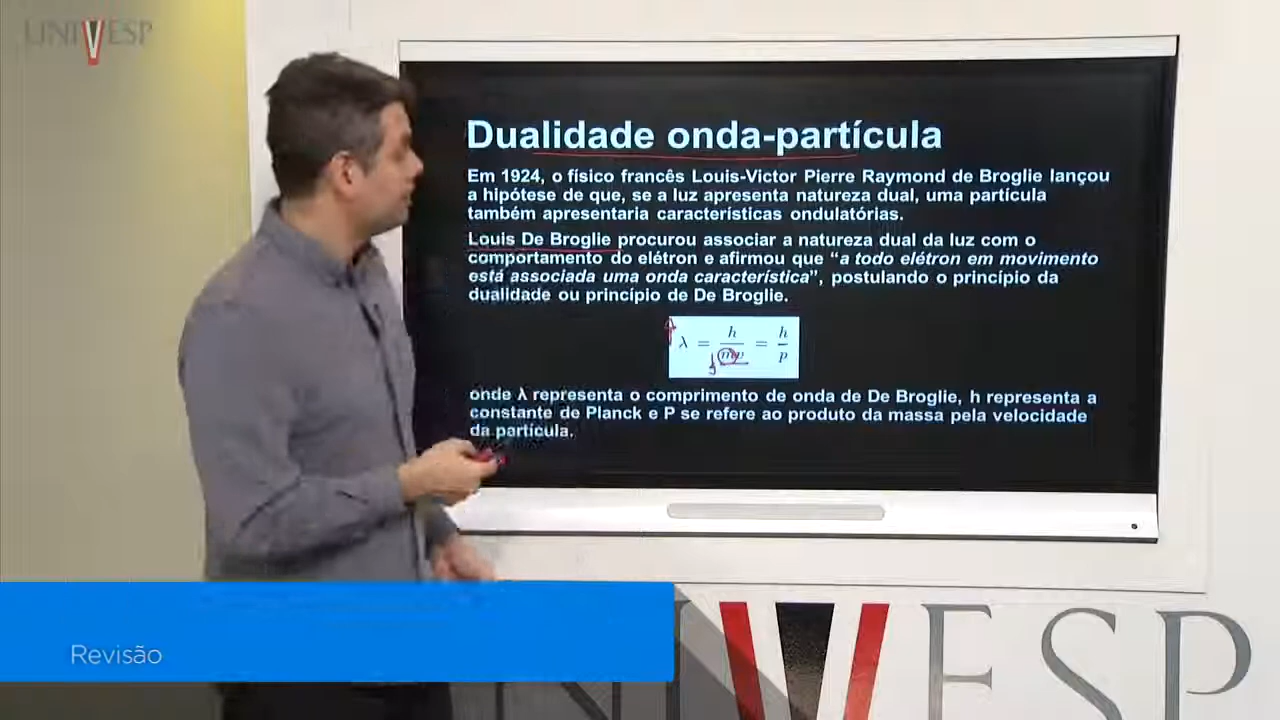 UNIVESP
Dualidade onda-partícula
Em 1924, o físico francês Louis-Victor Pierre Raymond de Broglie lançou
a hipótese de que, se a luz apresenta natureza dual, uma partícula
também apresentaria características ondulatórias.
Louis De Broglie procurou associar a natureza dual da luz com o
comportamento do elétron e afirmou que “a todo elétron em movimento
está associada uma onda característica”, postulando o princípio da
dualidade ou princípio de De Broglie.
λ = h/mv = h/p
onde λ representa o comprimento de onda de De Broglie, h representa a
constante de Planck e P se refere ao produto da massa pela velocidade
da partícula.
Revisão
NIVESP